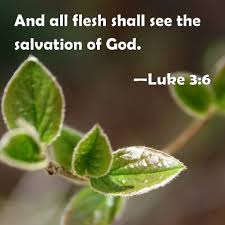 And all flesh shall see the
salvation of God.
—Luke 3:6